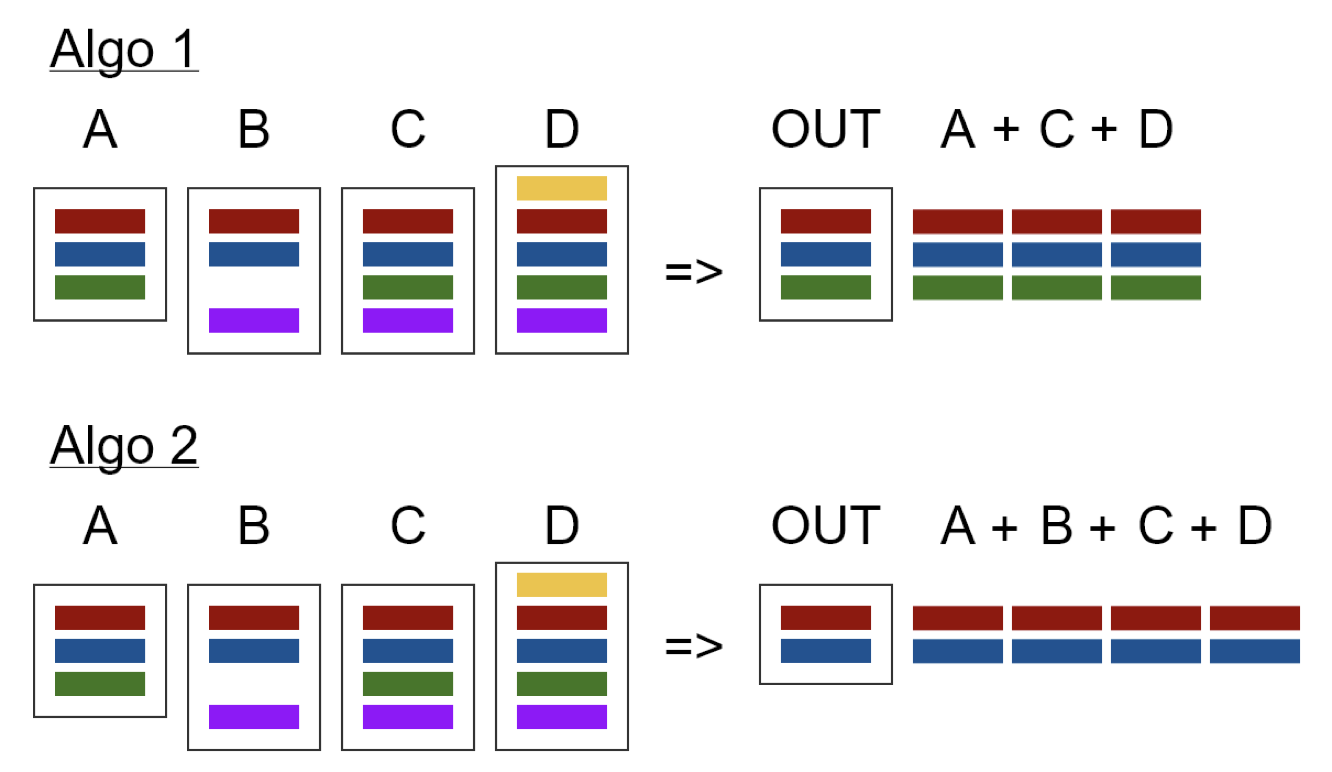 Algo 1
A B C D OUT A + C + D
=>
Algo 2
A B C D OUT A + B + C + D
=>